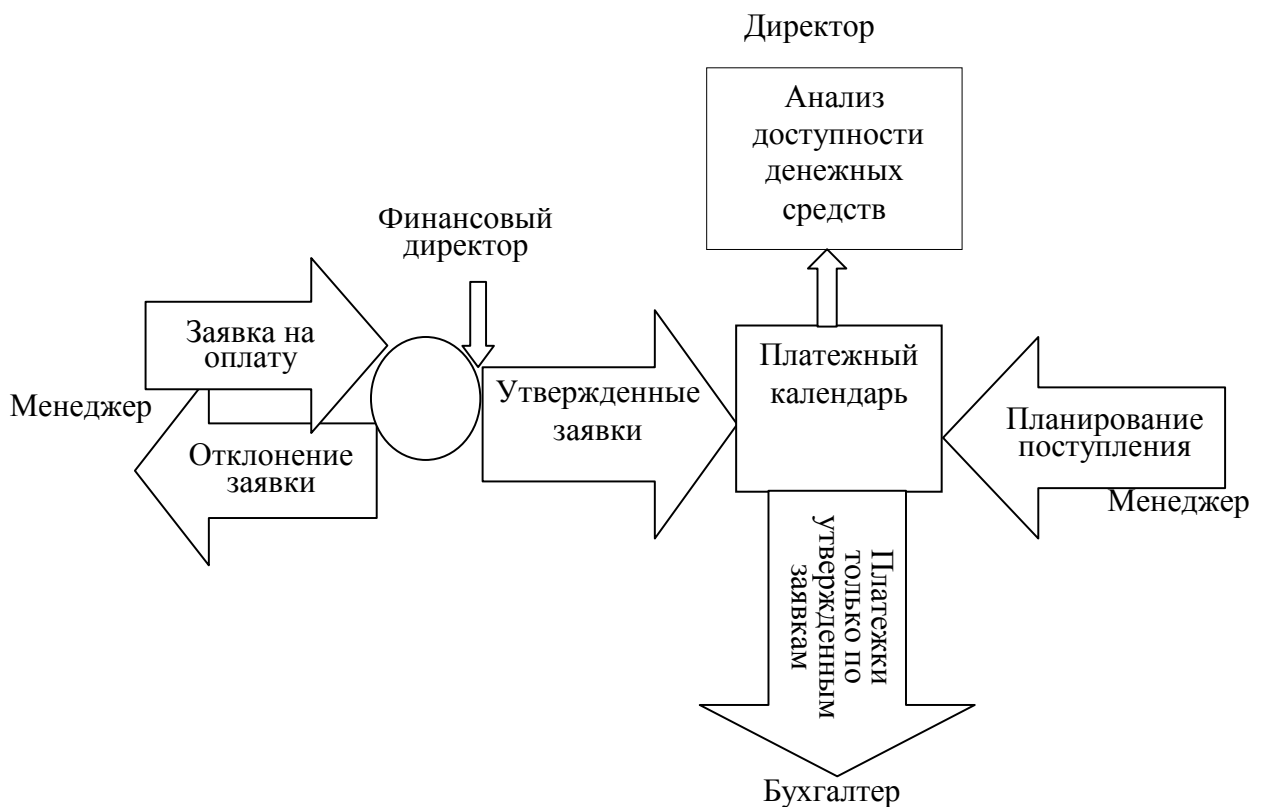 Директор
Анализ
доступности
денежных
средств
Финансовый
директор
Заявка на
оплату
Менеджер
Отклонение
заявки
Утвержденные
заявки
Платежный
календарь
Планирование
поступления
Менеджер
Платежки
только по
утвержденным
заявкам
Бухгалтер